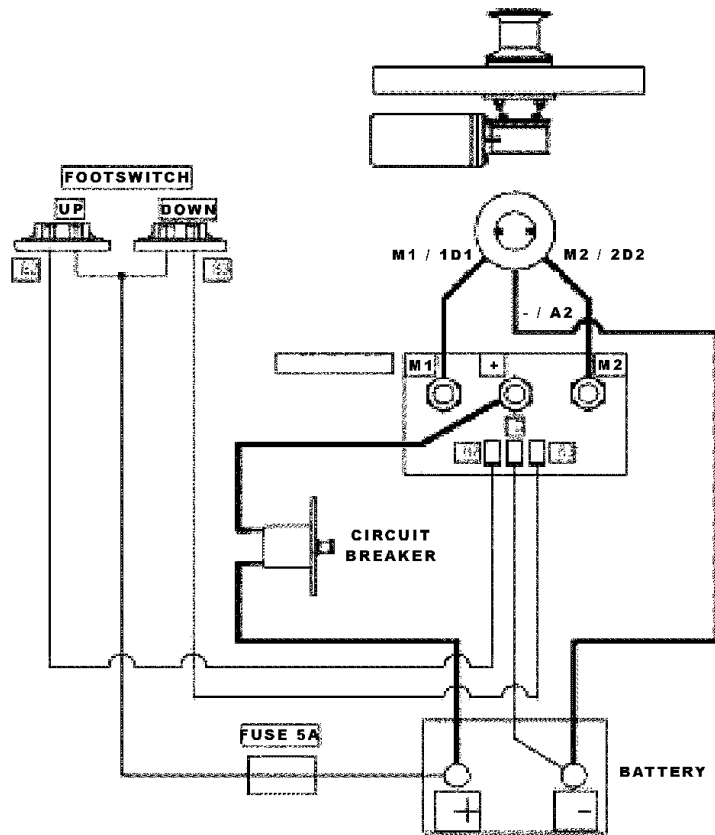 FOOTSWITCH
UP
DOWN
M1 / 1D1
M2 / 2D2
- / A2
M1
+
M2
CIRCUIT
BREAKER
FUSE 5A
BATTERY
+
-